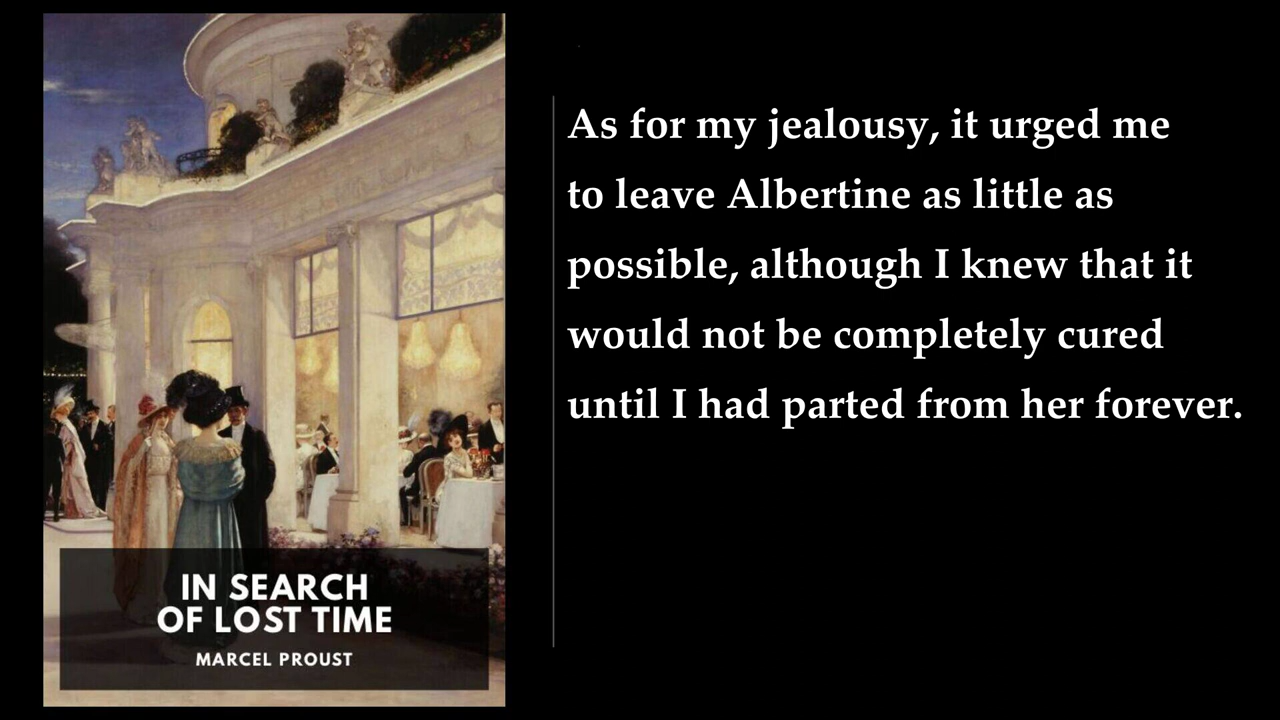 As for my jealousy, it urged me
to leave Albertine as little as
possible, although I knew that it
would not be completely cured
until I had parted from her forever.
IN SEARCH
OF LOST TIME
MARCEL PROUST